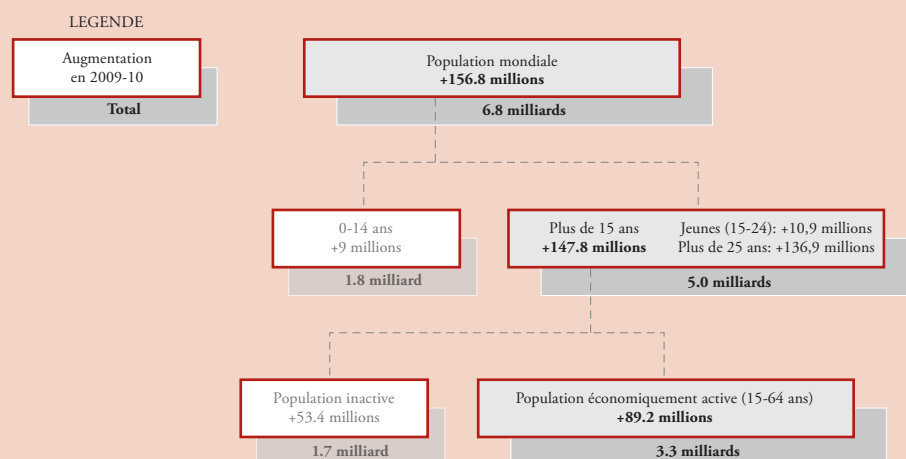 LEGENDE
Augmentation
en 2009-10
Total
Population mondiale
+156.8 millions
6.8 milliards
0-14 ans
+9 millions
1.8 milliard
Plus de 15 ans
+147.8 millions
Jeunes (15-24): +10,9 millions
Plus de 25 ans: +136,9 millions
5.0 milliards
Population inactive
+53.4 millions
1.7 milliard
Population économiquement active (15-64 ans)
+89.2 millions
3.3 milliards